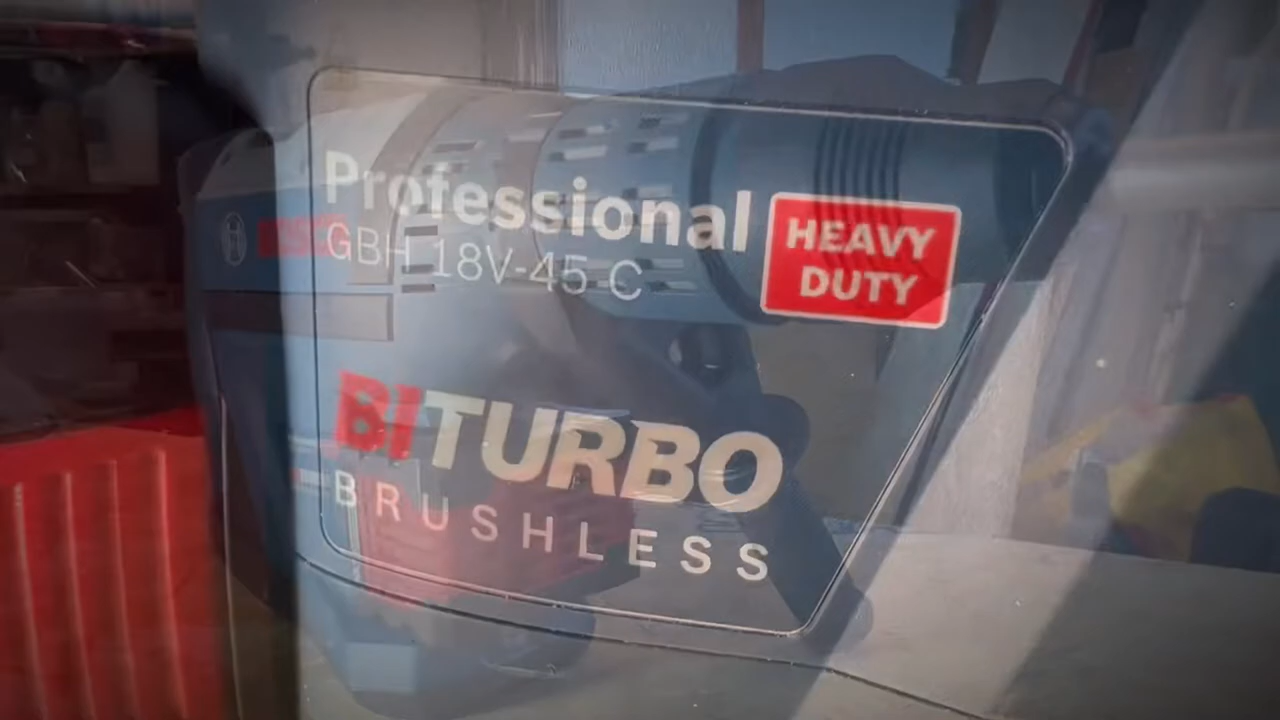 Professional
GBH 18V-45 C
HEAVY
DUTY
BITURBO
BRUSHLESS